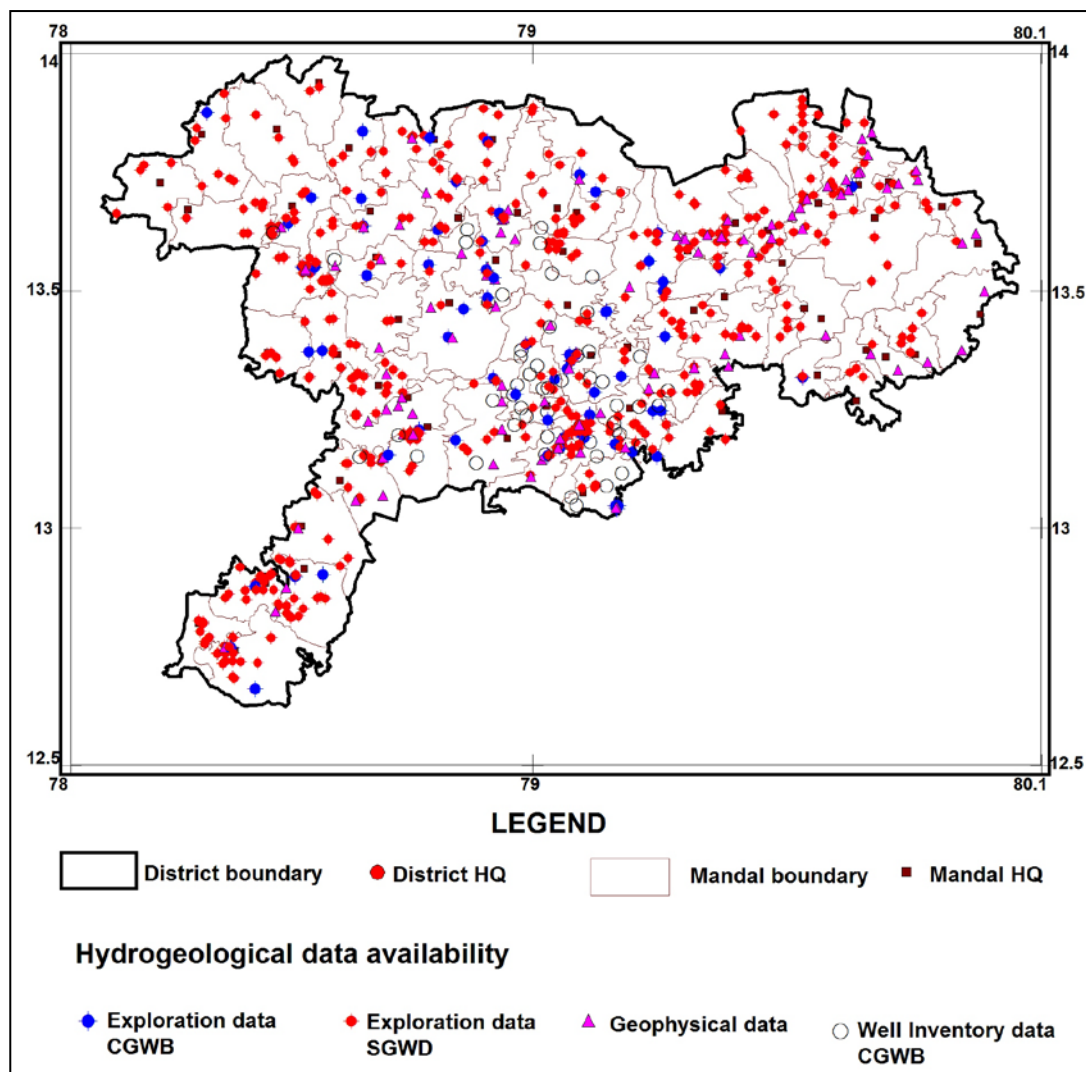 78 79 80.1
14 14
13.5 13.5
13 13
12.5 12.5
78 79 80.1
LEGEND
District boundary District HQ Mandal boundary Mandal HQ
Hydrogeological data availability
Exploration data Exploration data Geophysical data Well Inventory data
CGWB SGWD CGWB